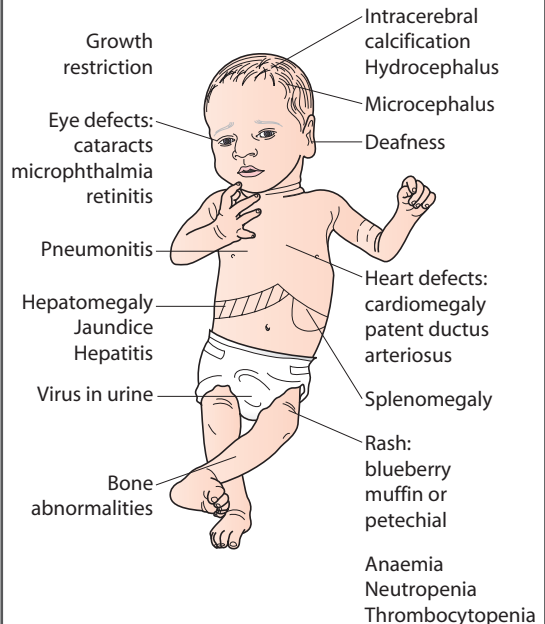 Growth
restriction
Eye defects:
cataracts
microphthalmia
retinitis
Pneumonitis
Hepatomegaly
Jaundice
Hepatitis
Virus in urine
Bone
abnormalities
Intracerebral
calcification
Hydrocephalus
Microcephalus
Deafness
Heart defects:
cardiomegaly
patent ductus
arteriosus
Splenomegaly
Rash:
blueberry
muffin or
petechial
Anaemia
Neutropenia
Thrombocytopenia